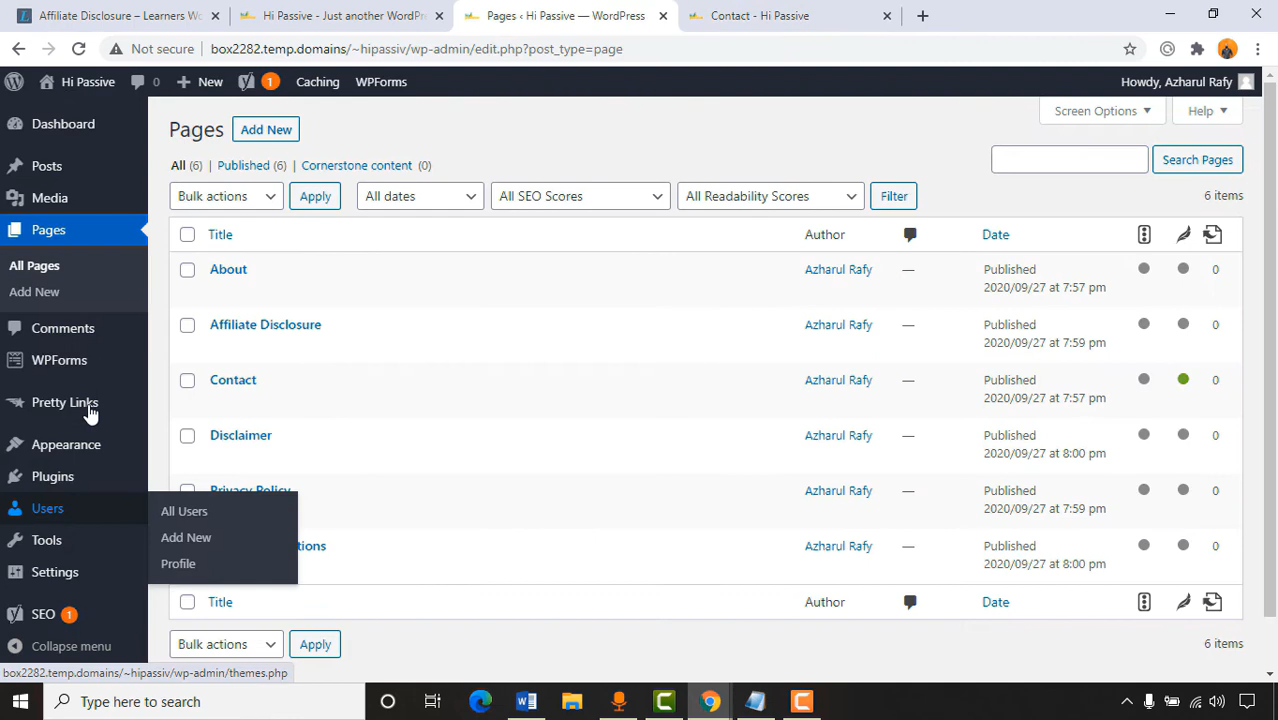 Affiliate Disclosure – Learners Wo
Hi Passive - Just another WordPre
Pages ‹ Hi Passive — WordPress
Contact - Hi Passive
Not secure
box2282.temp.domains/~hipassiv/wp-admin/edit.php?post_type=page
Hi Passive
0
New
1
Caching
WPForms
Howdy, Azharul Rafy
Dashboard
Posts
Media
Pages
All Pages
Add New
Comments
WPForms
Pretty Links
Appearance
Plugins
Users
Tools
Settings
SEO 1
Collapse menu
All Users
Add New
Profile
Screen Options
Help
Pages
Add New
All (6) | Published (6) | Cornerstone content (0)
Search Pages
Bulk actions
Apply
All dates
All SEO Scores
All Readability Scores
Filter
6 items
Title
Author
Date
About
Azharul Rafy
—
Published
2020/09/27 at 7:57 pm
0
Affiliate Disclosure
Azharul Rafy
—
Published
2020/09/27 at 7:59 pm
0
Contact
Azharul Rafy
—
Published
2020/09/27 at 7:57 pm
0
Disclaimer
Azharul Rafy
—
Published
2020/09/27 at 8:00 pm
0
Privacy Policy
Azharul Rafy
—
Published
2020/09/27 at 7:59 pm
0
Azharul Rafy
—
Published
2020/09/27 at 8:00 pm
0
Title
Author
Date
Bulk actions
Apply
6 items
box2282.temp.domains/~hipassiv/wp-admin/themes.php
Type here to search